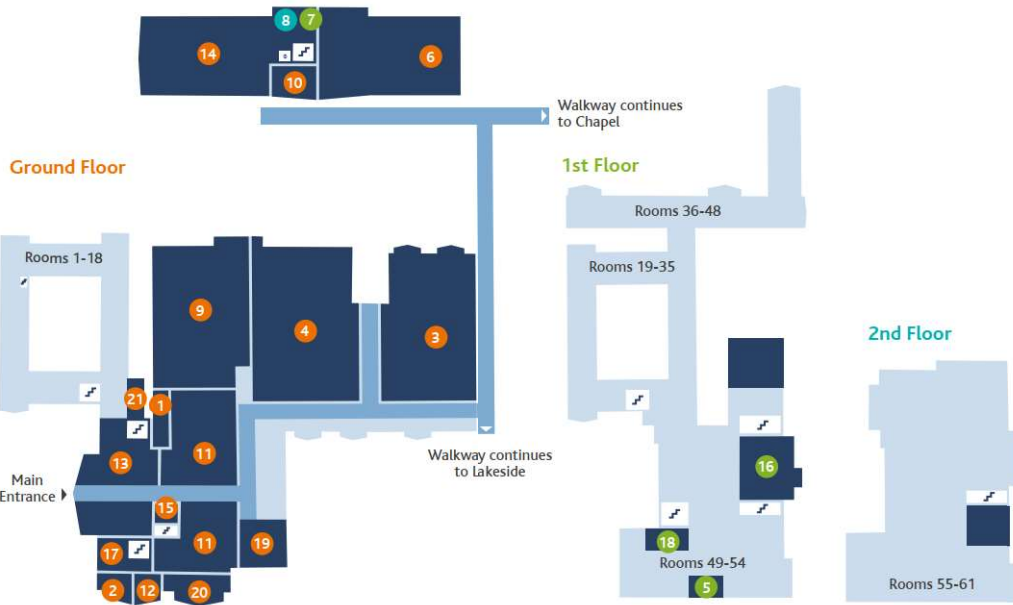 8
7
14
6
10
Walkway continues
to Chapel
Ground Floor
1st Floor
Rooms 36-48
Rooms 1-18
Rooms 19-35
9
4
3
2nd Floor
21
1
13
11
16
Walkway continues
to Lakeside
Main
Entrance
15
17
11
19
18
Rooms 49-54
2
12
20
5
Rooms 55-61